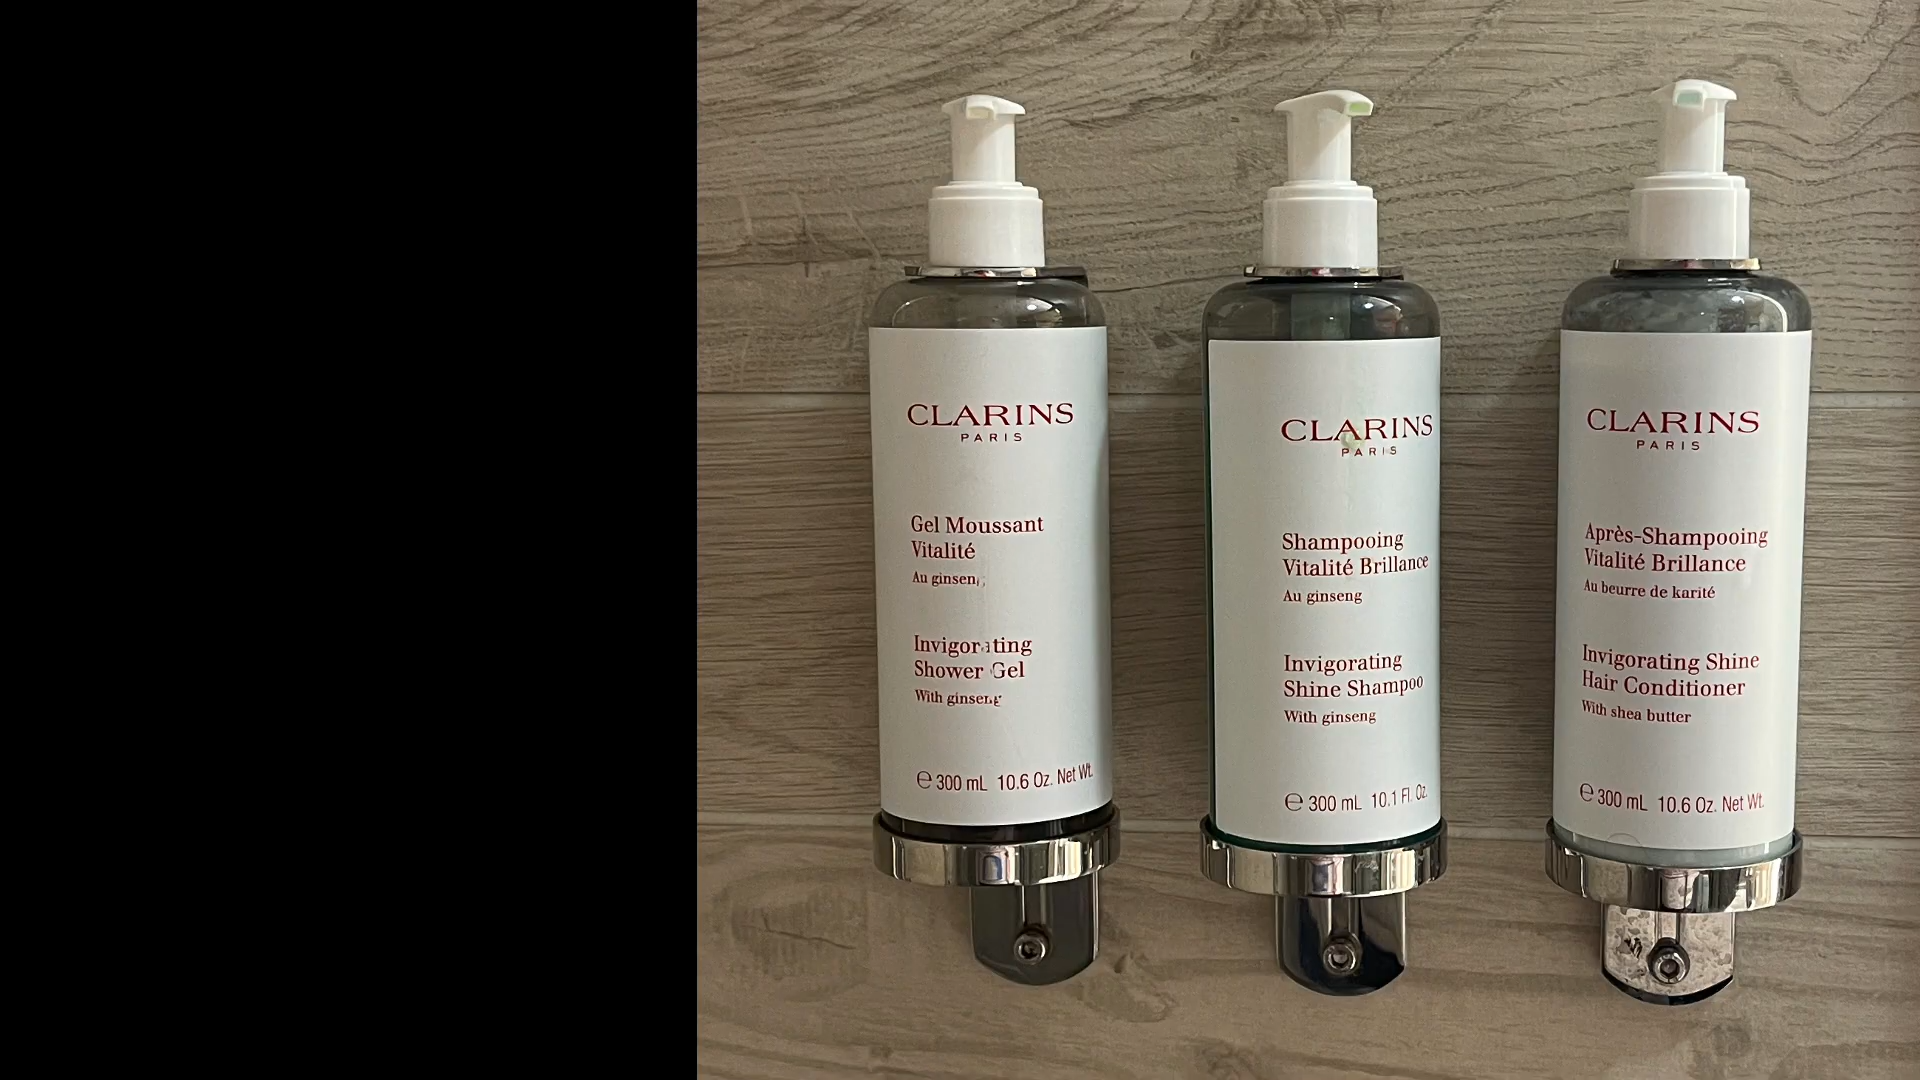 CLARINS
PARIS
Gel Moussant
Vitalité
Au ginseng
Invigorating
Shower Gel
With ginseng
℮ 300 mL 10.6 Oz. Net Wt.
CLARINS
PARIS
Shampooing
Vitalité Brillance
Au ginseng
Invigorating
Shine Shampoo
With ginseng
℮ 300 mL 10.1 Fl. Oz.
CLARINS
PARIS
Après-Shampooing
Vitalité Brillance
Au beurre de karité
Invigorating Shine
Hair Conditioner
With shea butter
℮ 300 mL 10.6 Oz. Net Wt.